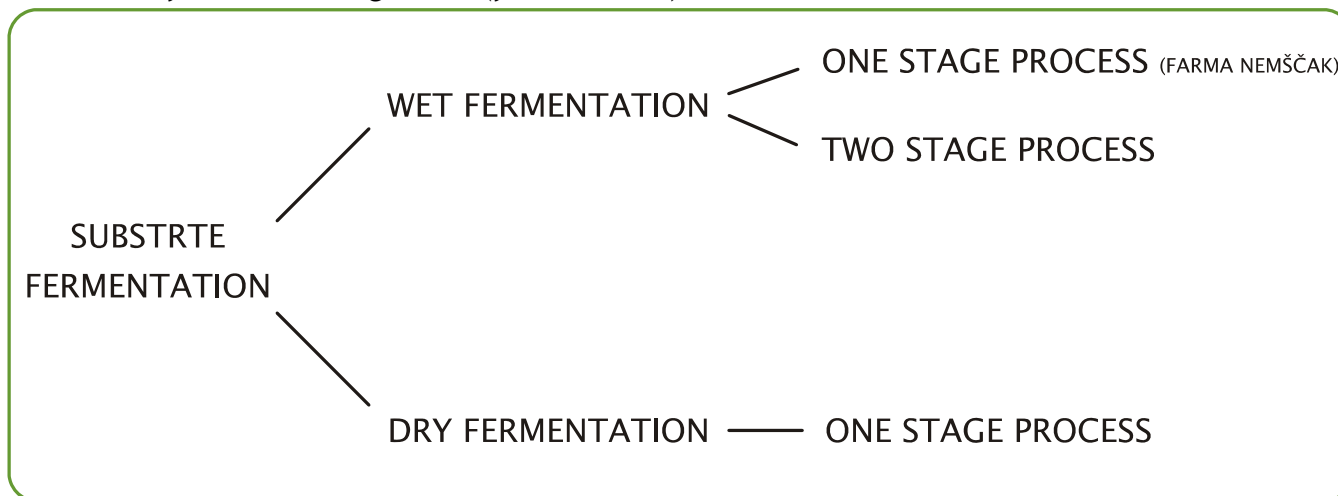 ONE STAGE PROCESS (FARMA NEMŠČAK)
WET FERMENTATION
TWO STAGE PROCESS
SUBSTRTE
FERMENTATION
DRY FERMENTATION
ONE STAGE PROCESS